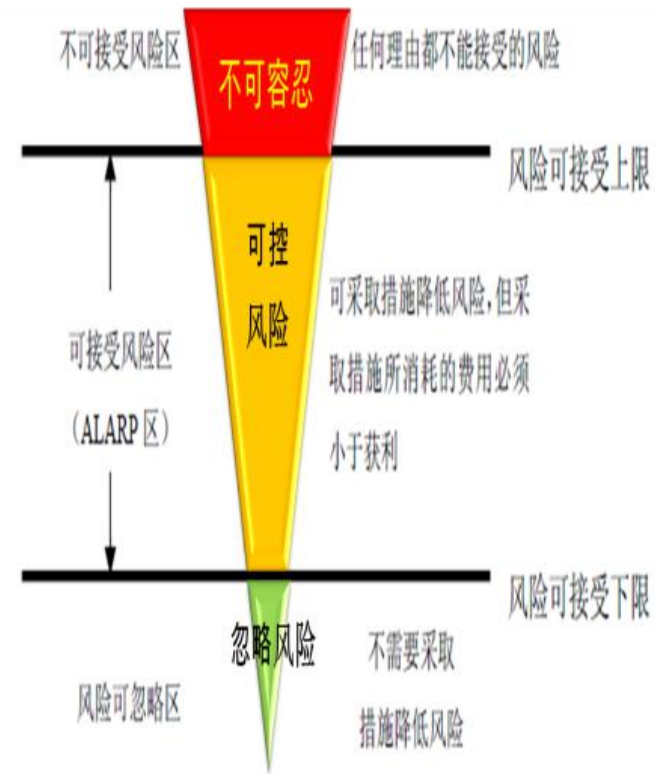 不可接受风险区
不可容忍
任何理由都不能接受的风险
风险可接受上限
可控
风险
可采取措施降低风险，但采
取措施所消耗的费用必须
小于获利
可接受风险区
（ALARP 区）
风险可接受下限
忽略风险
不需要采取
措施降低风险
风险可忽略区